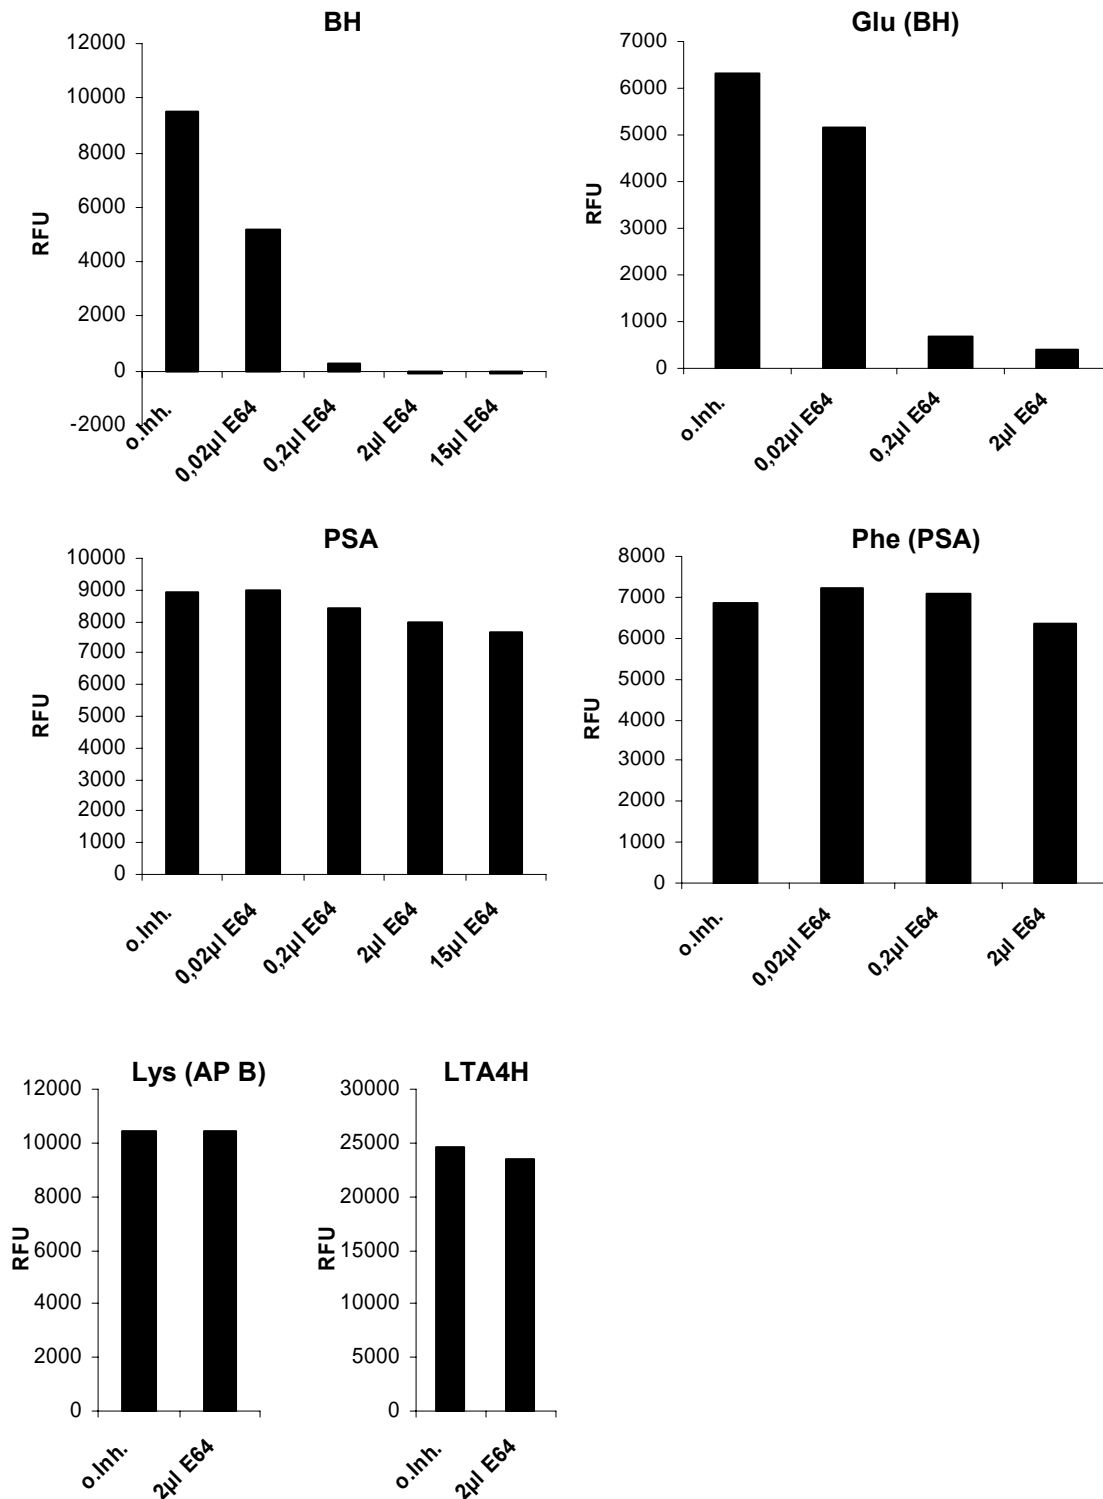 BH
12000
10000
8000
6000
4000
2000
0
-2000
RFU
o.Inh.
0,02µl E64
0,2µl E64
2µl E64
15µl E64
Glu (BH)
7000
6000
5000
4000
3000
2000
1000
0
RFU
o.Inh.
0,02µl E64
0,2µl E64
2µl E64
PSA
10000
9000
8000
7000
6000
5000
4000
3000
2000
1000
0
RFU
o.Inh.
0,02µl E64
0,2µl E64
2µl E64
15µl E64
Phe (PSA)
8000
7000
6000
5000
4000
3000
2000
1000
0
RFU
o.Inh.
0,02µl E64
0,2µl E64
2µl E64
Lys (AP B)
12000
10000
8000
6000
4000
2000
0
RFU
o.Inh.
2µl E64
LTA4H
30000
25000
20000
15000
10000
5000
0
RFU
o.Inh.
2µl E64